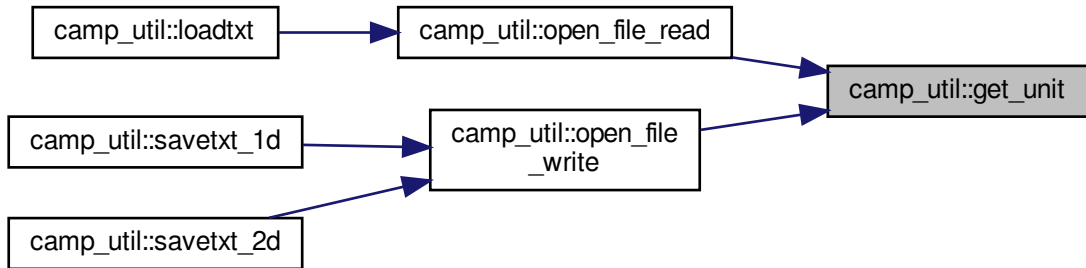 camp_util::loadtxt
camp_util::open_file_read
camp_util::get_unit
camp_util::savetxt_1d
camp_util::open_file
_write
camp_util::savetxt_2d